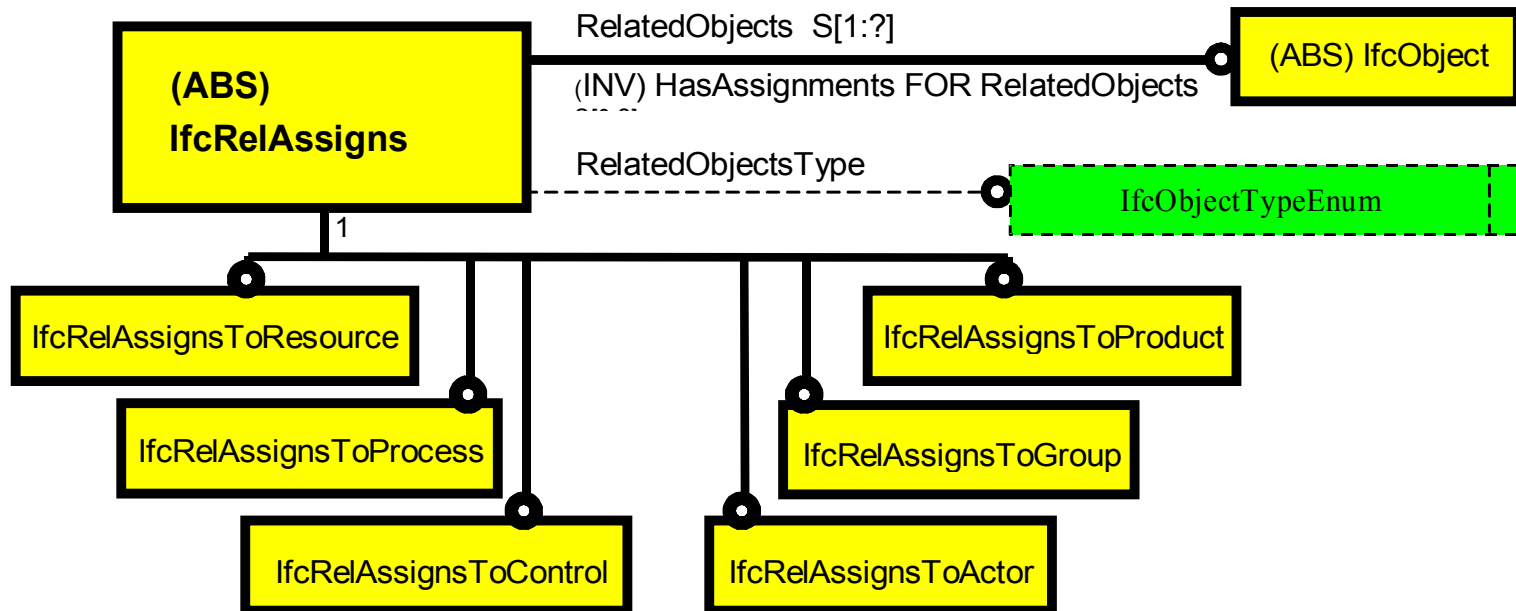 RelatedObjects S[1:?]
(ABS) IfcObject
(ABS)
IfcRelAssigns
(INV) HasAssignments FOR RelatedObjects
RelatedObjectsType
IfcObjectTypeEnum
1
IfcRelAssignsToResource
IfcRelAssignsToProduct
IfcRelAssignsToProcess
IfcRelAssignsToGroup
IfcRelAssignsToControl
IfcRelAssignsToActor